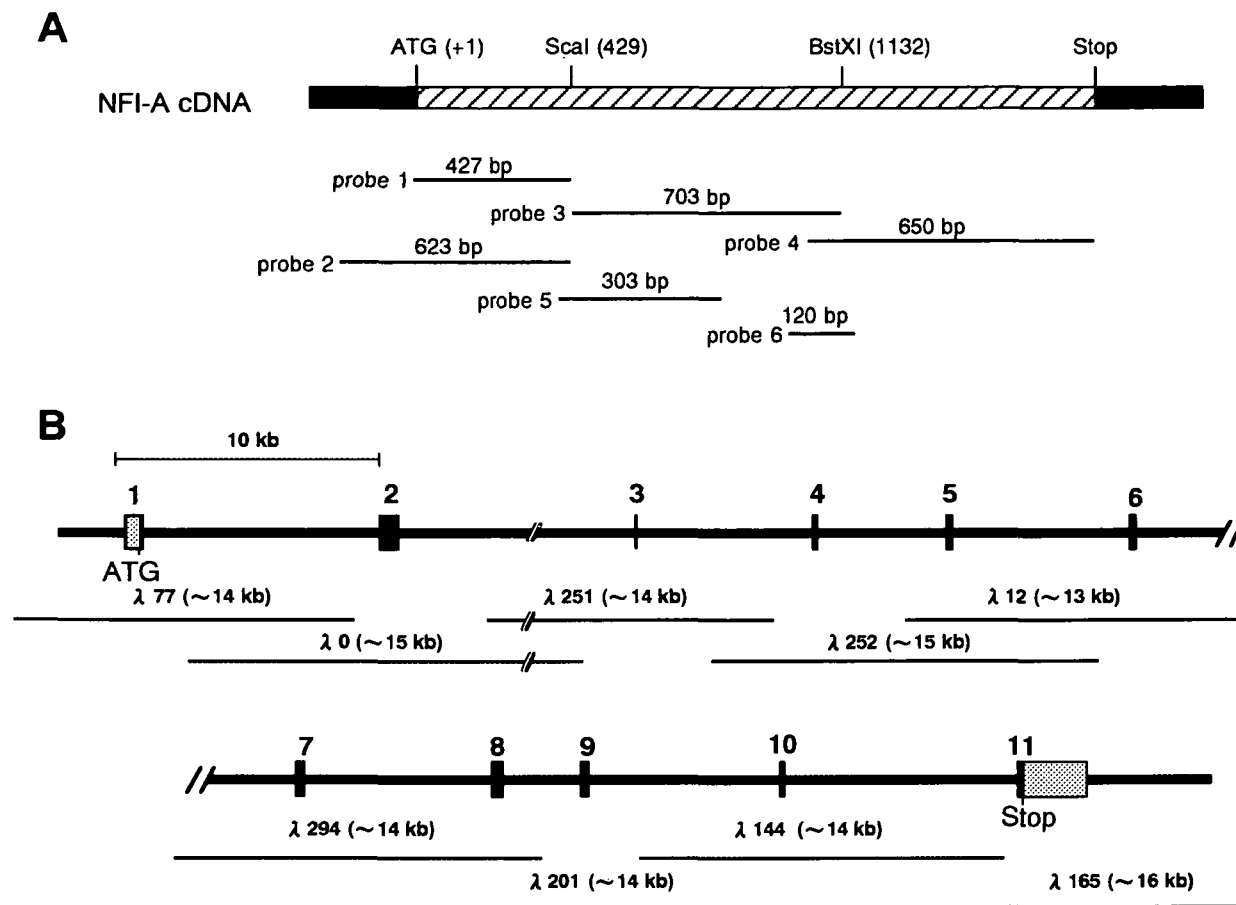 A
ATG (+1) ScaI (429) BstXI (1132) Stop
NFI-A cDNA
427 bp
probe 1
703 bp
probe 3
650 bp
probe 4
623 bp
probe 2
303 bp
probe 5
120 bp
probe 6
B
10 kb
1 2 3 4 5 6
ATG
λ 77 (~14 kb) λ 251 (~14 kb) λ 12 (~13 kb)
λ 0 (~15 kb) λ 252 (~15 kb)
7 8 9 10 11
Stop
λ 294 (~14 kb) λ 144 (~14 kb)
λ 201 (~14 kb) λ 165 (~16 kb)